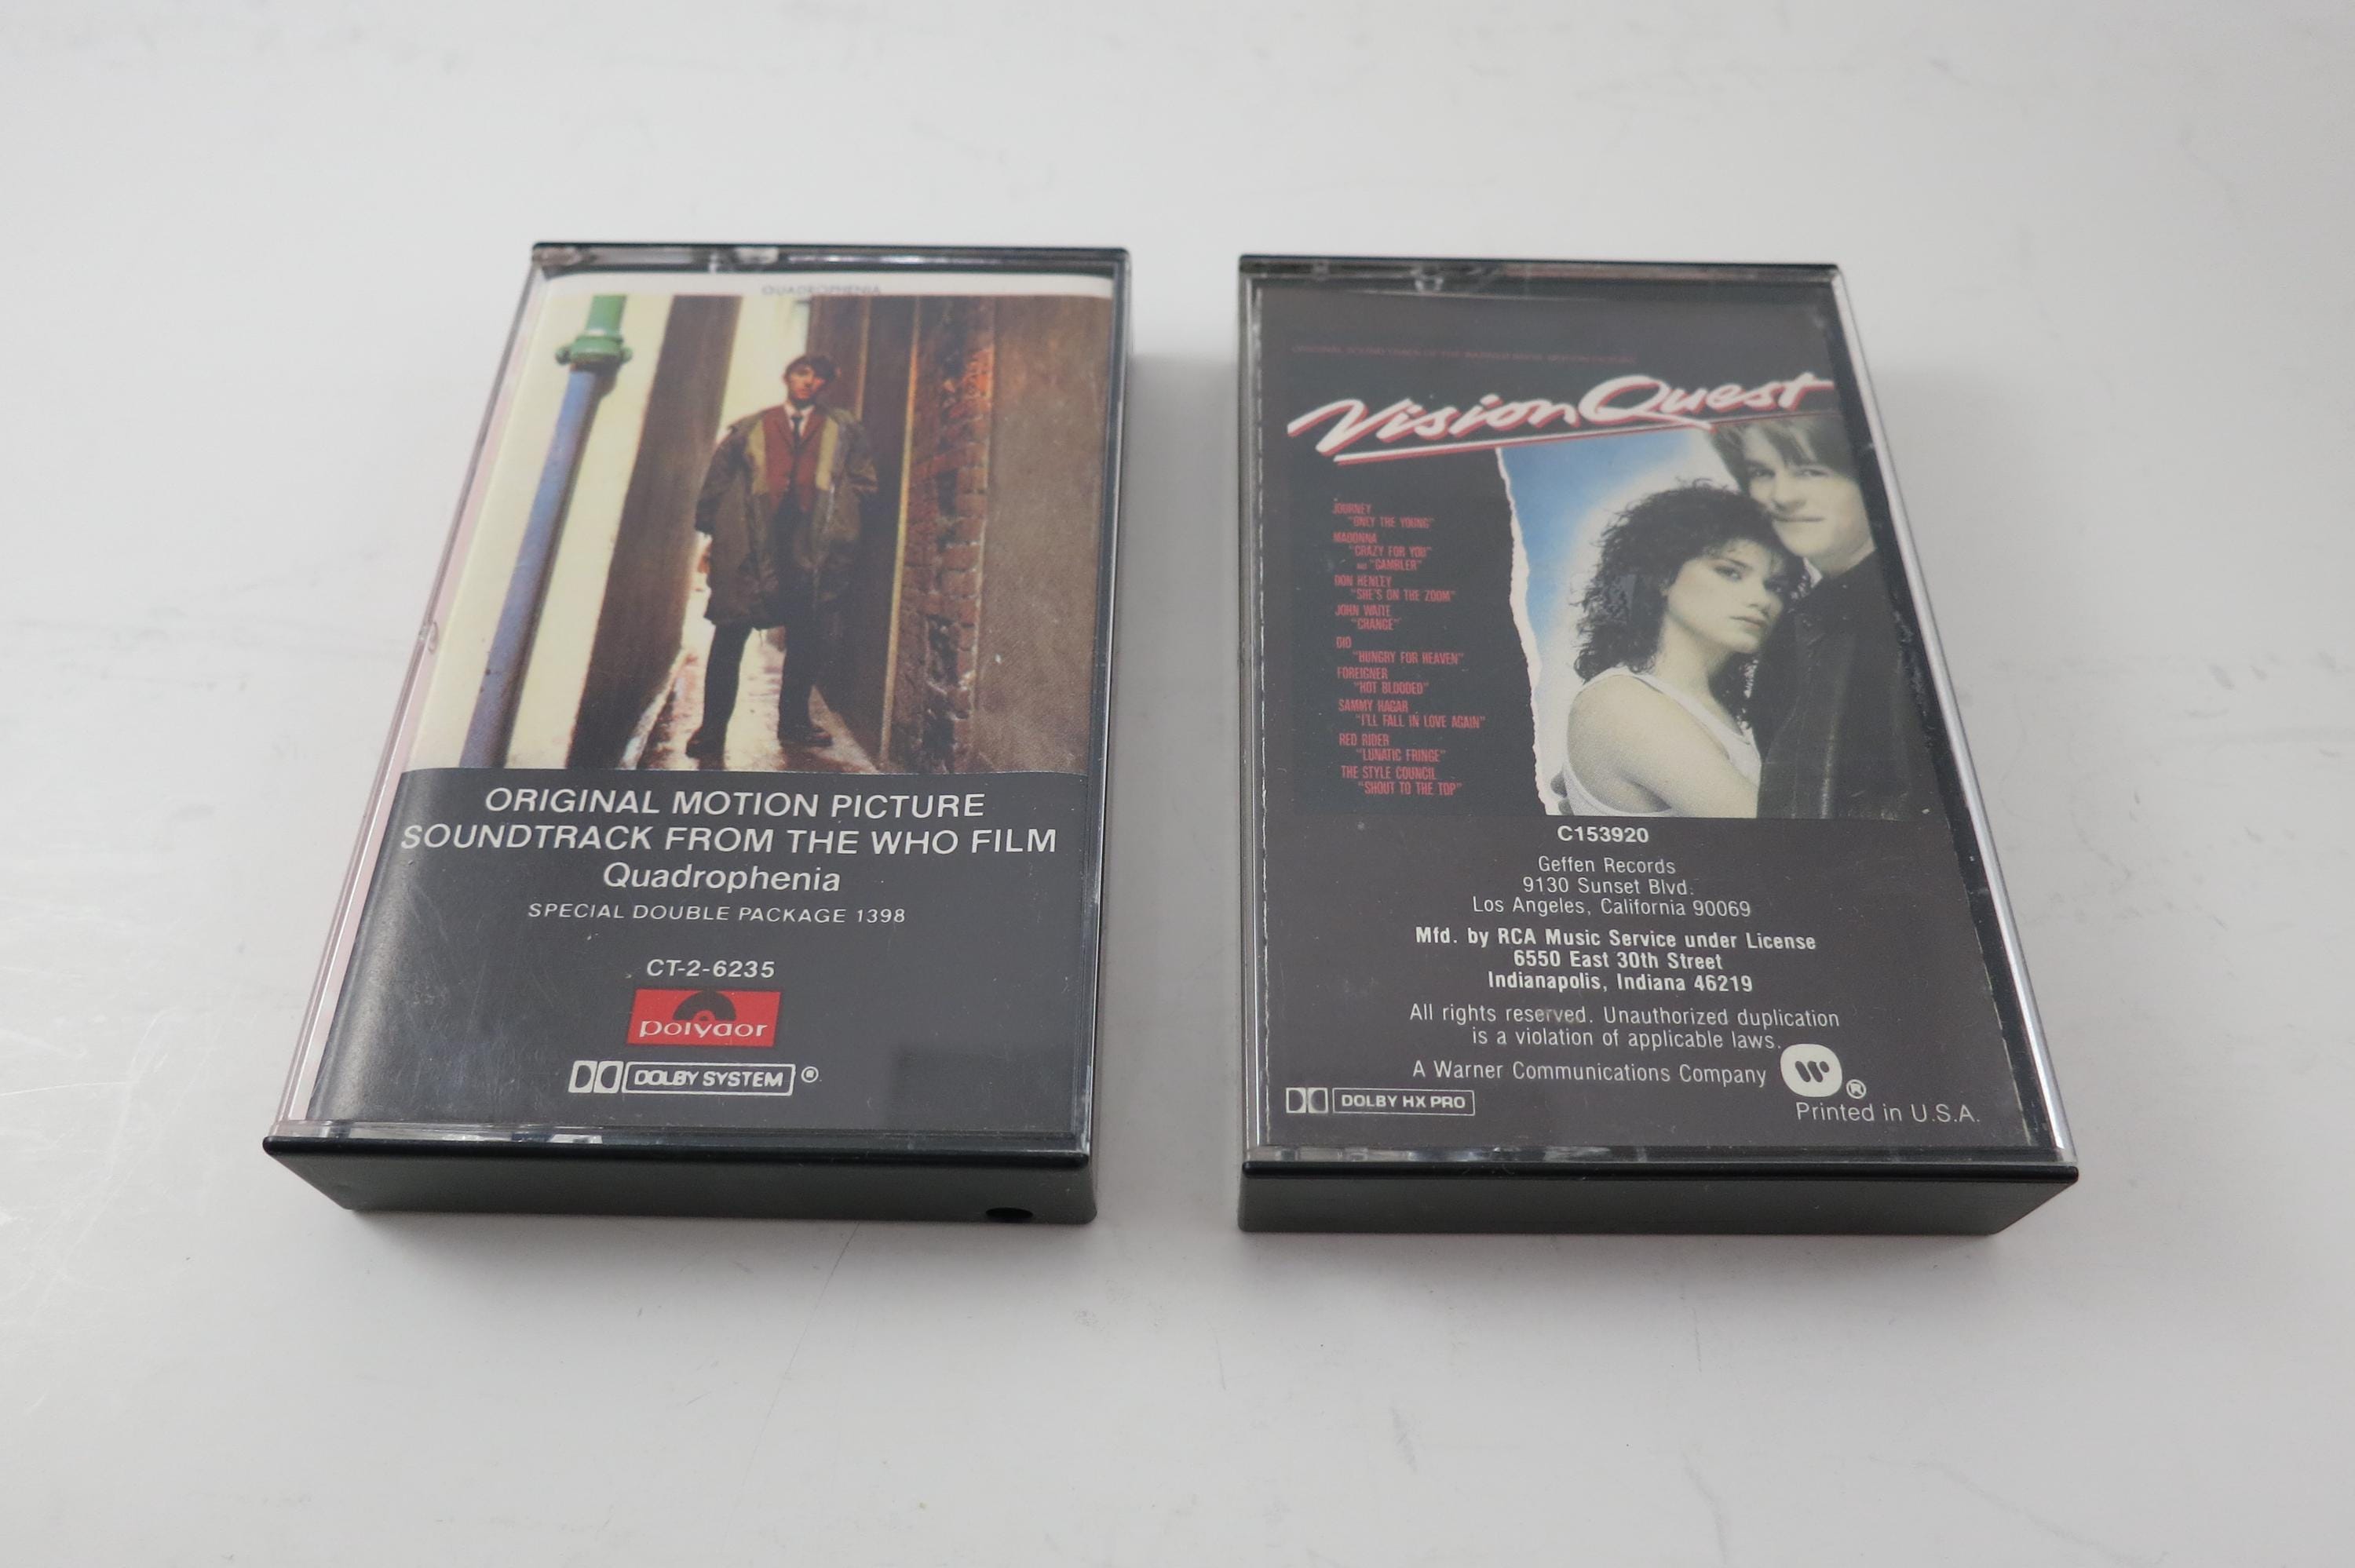 QUADROPHENIA
ORIGINAL MOTION PICTURE
SOUNDTRACK FROM THE WHO FILM
Quadrophenia
SPECIAL DOUBLE PACKAGE 1398
CT-2-6235
polydor
DOLBY SYSTEM ®
Vision Quest
JOURNEY
"ONLY THE YOUNG"
MADONNA
"CRAZY FOR YOU"
AND "GAMBLER"
DON HENLEY
"SHE'S ON THE ZOOM"
JOHN WAITE
"CHANGE"
DIO
"HUNGRY FOR HEAVEN"
FOREIGNER
"HOT BLOODED"
SAMMY HAGAR
"I'LL FALL IN LOVE AGAIN"
RED RIDER
"LUNATIC FRINGE"
THE STYLE COUNCIL
"SHOUT TO THE TOP"
C153920
Geffen Records
9130 Sunset Blvd.
Los Angeles, California 90069
Mfd. by RCA Music Service under License
6550 East 30th Street
Indianapolis, Indiana 46219
All rights reserved. Unauthorized duplication
is a violation of applicable laws.
A Warner Communications Company
®
DOLBY HX PRO
Printed in U.S.A.